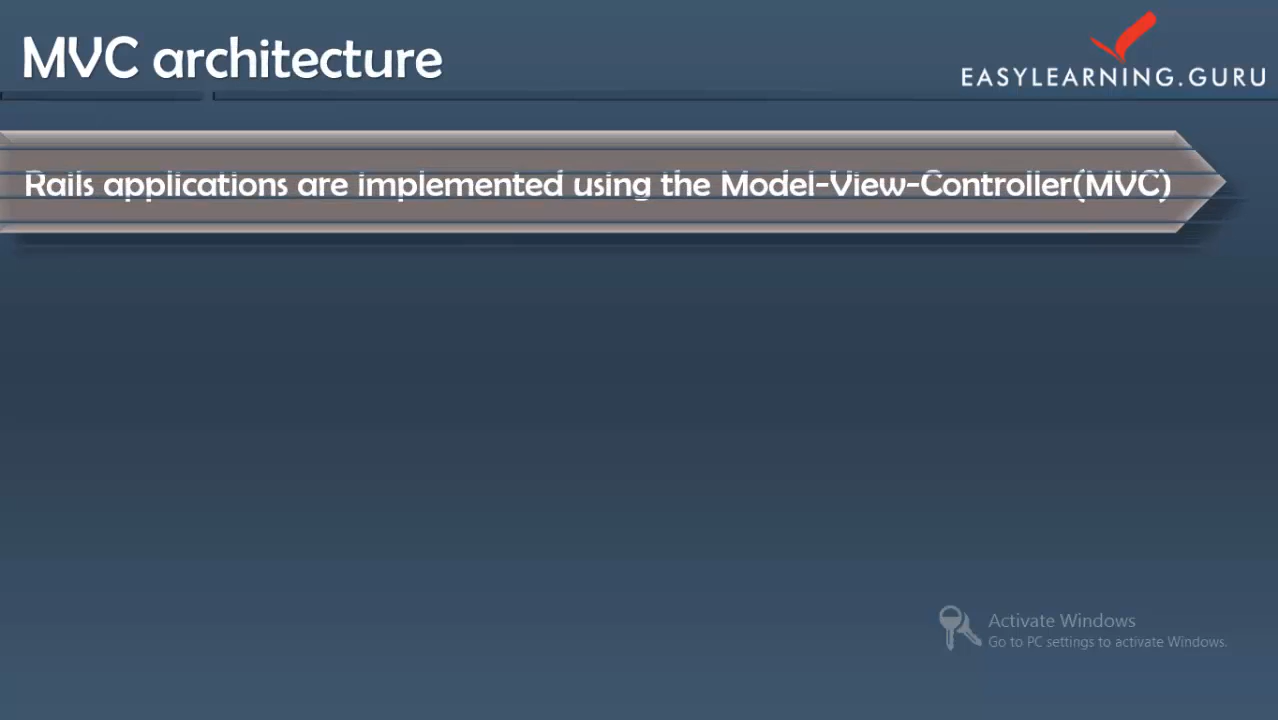 MVC architecture
EASYLEARNING.GURU
Rails applications are implemented using the Model-View-Controller(MVC)
Activate Windows
Go to PC settings to activate Windows.